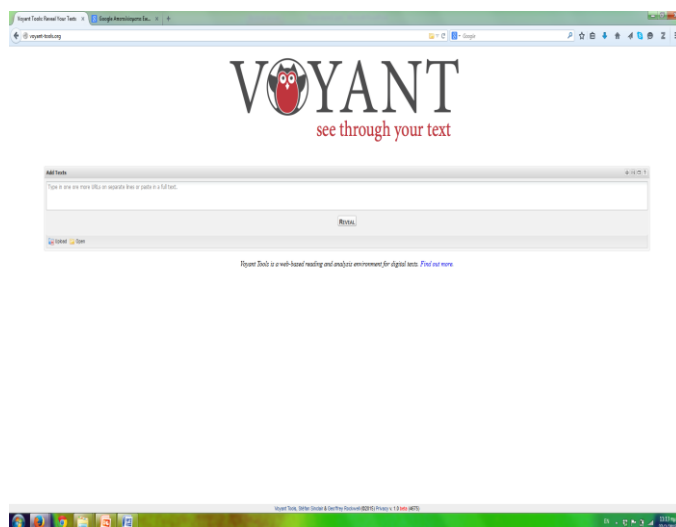 Voyant Tools: Reveal Your Texts
voyant-tools.org
Google
VOYANT
see through your text
Add Texts
Type in one or more URLs on separate lines or paste in a full text.
REVEAL
Upload Open
Voyant Tools is a web-based reading and analysis environment for digital texts. Find out more.
Voyant Tools, Stéfan Sinclair & Geoffrey Rockwell (©2015) Privacy v. 1.0 beta (4675)
EN